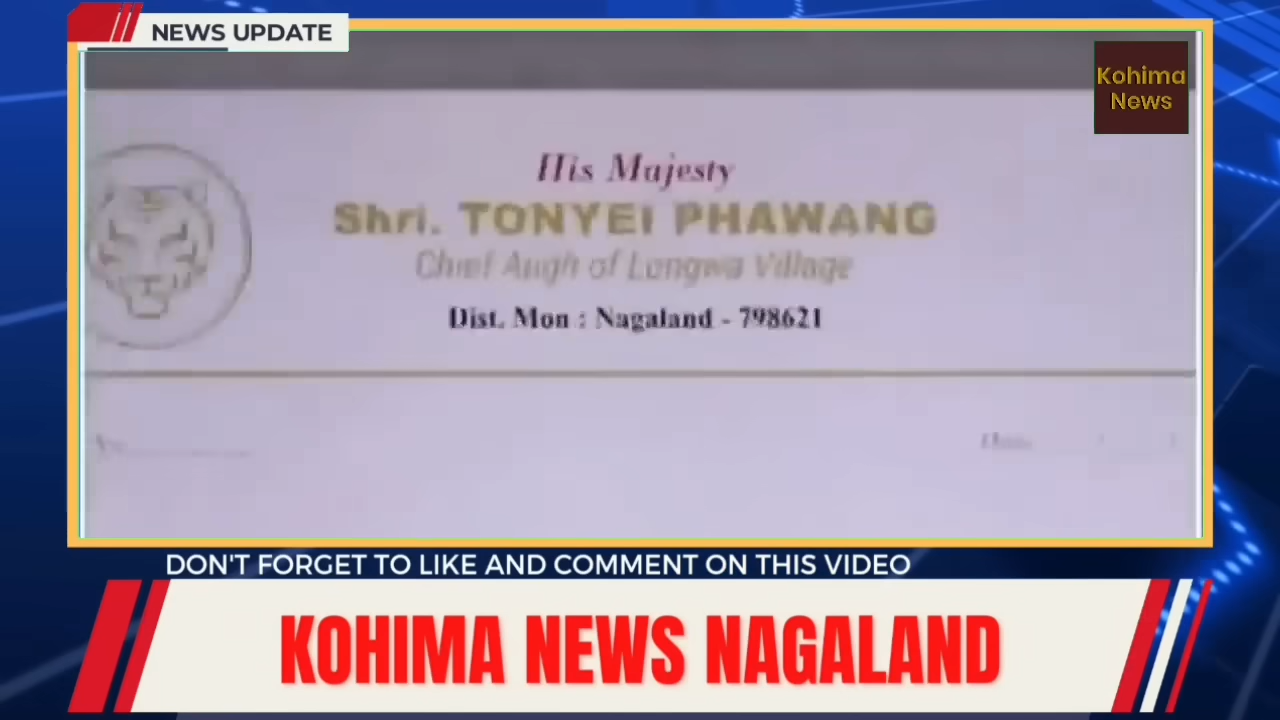 NEWS UPDATE
Kohima
News
His Majesty
Shri. TONYEI PHAWANG
Chief Angh of Longwa Village
Dist. Mon : Nagaland - 798621
Date
DON'T FORGET TO LIKE AND COMMENT ON THIS VIDEO
KOHIMA NEWS NAGALAND